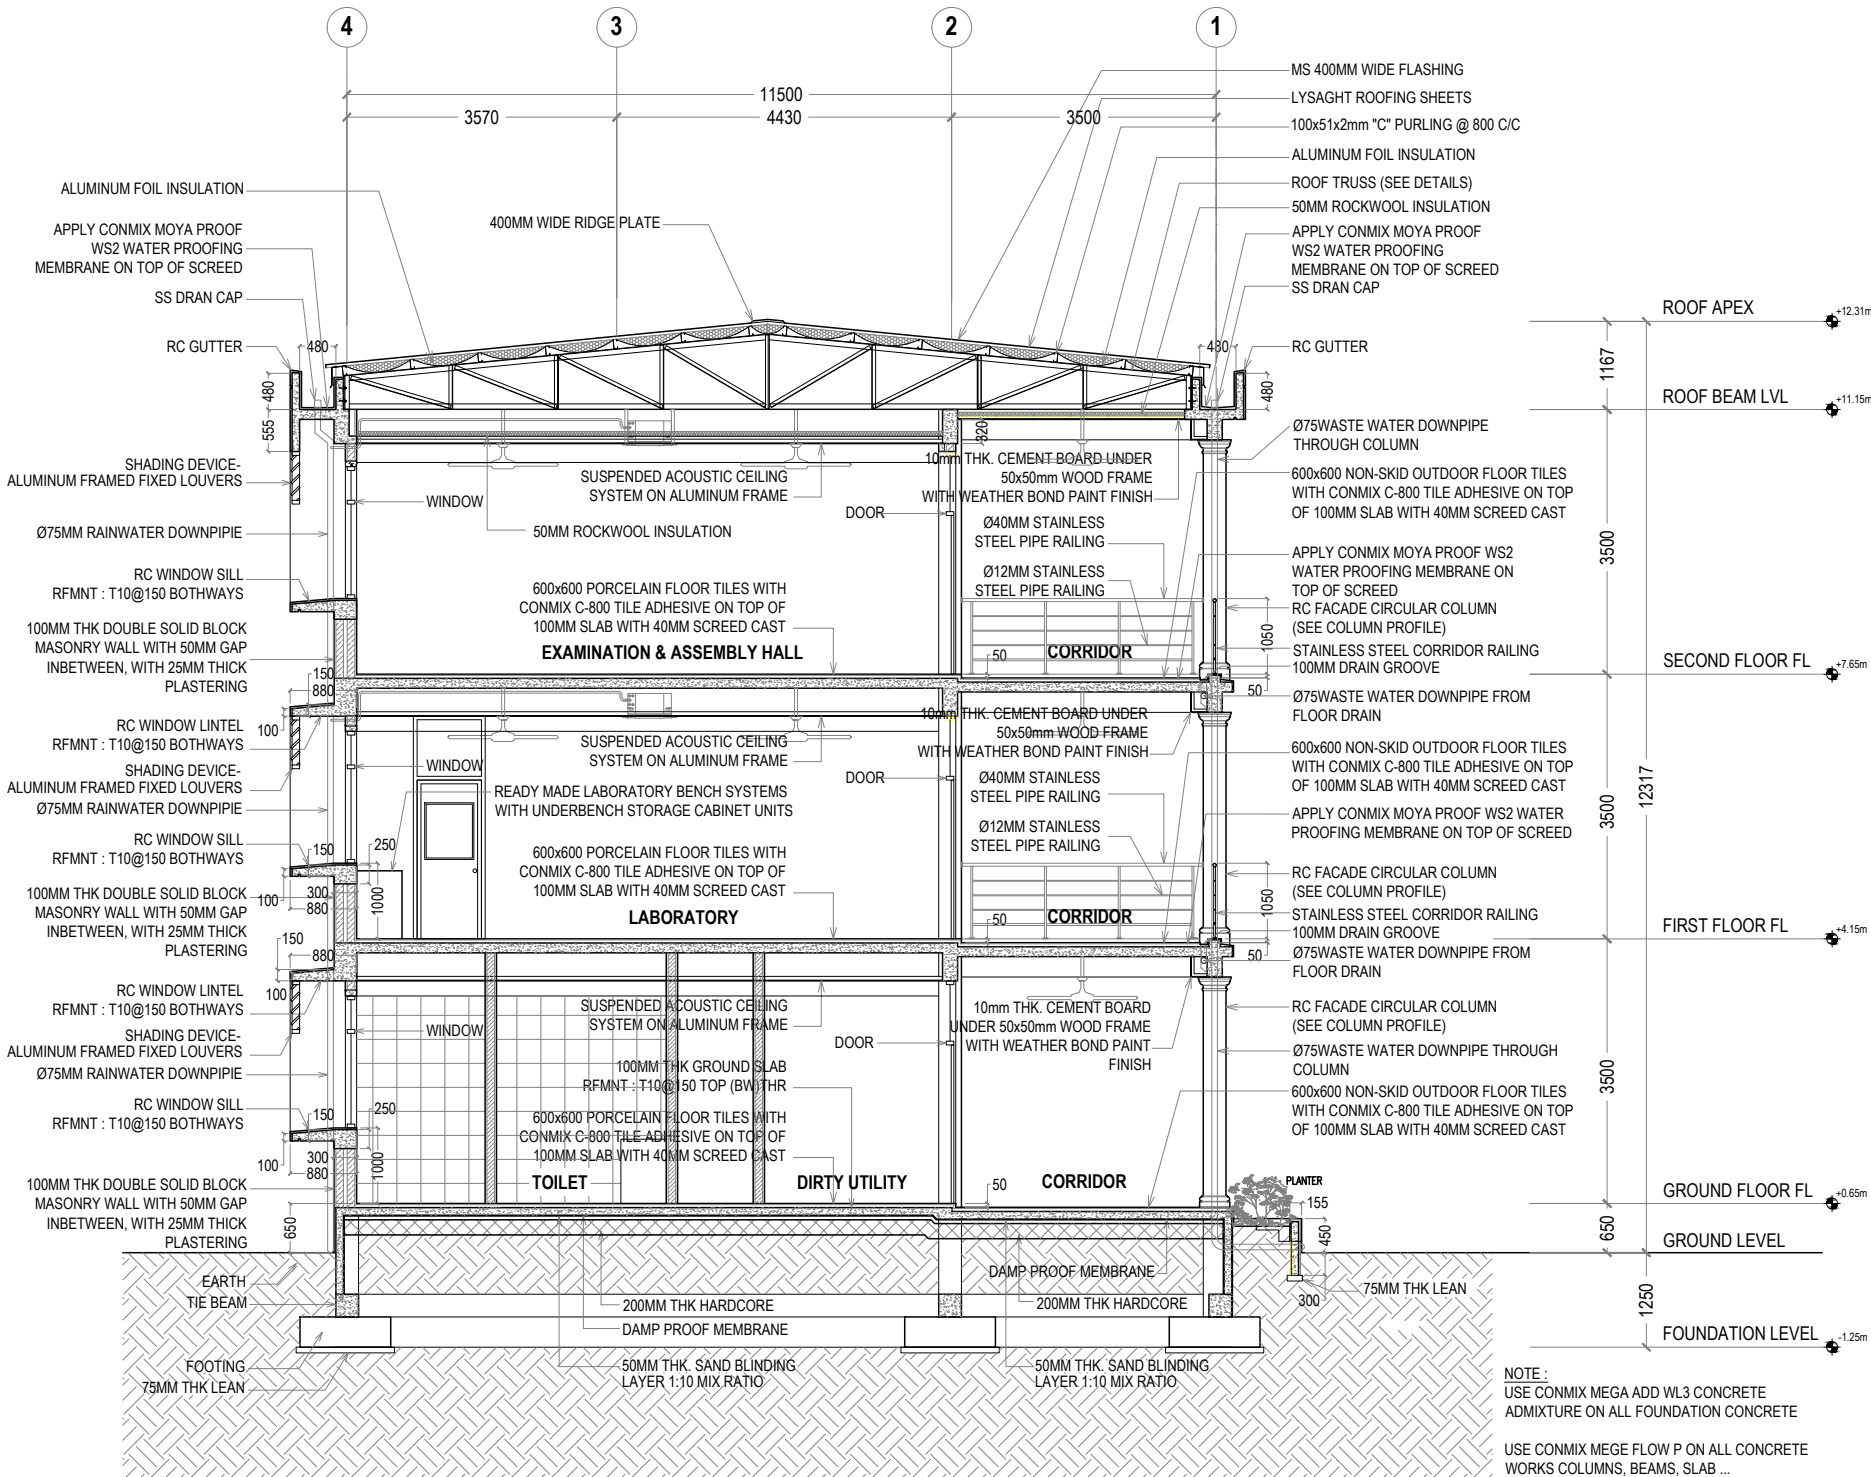 4
3
2
1
11500
3570
4430
3500
MS 400MM WIDE FLASHING
LYSAGHT ROOFING SHEETS
100x51x2mm "C" PURLING @ 800 C/C
ALUMINUM FOIL INSULATION
ROOF TRUSS (SEE DETAILS)
50MM ROCKWOOL INSULATION
APPLY CONMIX MOYA PROOF
WS2 WATER PROOFING
MEMBRANE ON TOP OF SCREED
SS DRAN CAP
RC GUTTER
ALUMINUM FOIL INSULATION
APPLY CONMIX MOYA PROOF
WS2 WATER PROOFING
MEMBRANE ON TOP OF SCREED
SS DRAN CAP
RC GUTTER
400MM WIDE RIDGE PLATE
480
480
555
480
480
320
SHADING DEVICE-
ALUMINUM FRAMED FIXED LOUVERS
Ø75MM RAINWATER DOWNPIPIE
RC WINDOW SILL
RFMNT : T10@150 BOTHWAYS
100MM THK DOUBLE SOLID BLOCK
MASONRY WALL WITH 50MM GAP
INBETWEEN, WITH 25MM THICK
PLASTERING
150
880
100
WINDOW
SUSPENDED ACOUSTIC CEILING
SYSTEM ON ALUMINUM FRAME
50MM ROCKWOOL INSULATION
600x600 PORCELAIN FLOOR TILES WITH
CONMIX C-800 TILE ADHESIVE ON TOP OF
100MM SLAB WITH 40MM SCREED CAST
EXAMINATION & ASSEMBLY HALL
DOOR
10mm THK. CEMENT BOARD UNDER
50x50mm WOOD FRAME
WITH WEATHER BOND PAINT FINISH
Ø40MM STAINLESS
STEEL PIPE RAILING
Ø12MM STAINLESS
STEEL PIPE RAILING
CORRIDOR
50
1050
50
Ø75WASTE WATER DOWNPIPE
THROUGH COLUMN
600x600 NON-SKID OUTDOOR FLOOR TILES
WITH CONMIX C-800 TILE ADHESIVE ON TOP
OF 100MM SLAB WITH 40MM SCREED CAST
APPLY CONMIX MOYA PROOF WS2
WATER PROOFING MEMBRANE ON
TOP OF SCREED
RC FACADE CIRCULAR COLUMN
(SEE COLUMN PROFILE)
STAINLESS STEEL CORRIDOR RAILING
100MM DRAIN GROOVE
Ø75WASTE WATER DOWNPIPE FROM
FLOOR DRAIN
RC WINDOW LINTEL
RFMNT : T10@150 BOTHWAYS
SHADING DEVICE-
ALUMINUM FRAMED FIXED LOUVERS
Ø75MM RAINWATER DOWNPIPIE
RC WINDOW SILL
RFMNT : T10@150 BOTHWAYS
100MM THK DOUBLE SOLID BLOCK
MASONRY WALL WITH 50MM GAP
INBETWEEN, WITH 25MM THICK
PLASTERING
150
250
100
300
880
1000
150
880
100
WINDOW
SUSPENDED ACOUSTIC CEILING
SYSTEM ON ALUMINUM FRAME
READY MADE LABORATORY BENCH SYSTEMS
WITH UNDERBENCH STORAGE CABINET UNITS
600x600 PORCELAIN FLOOR TILES WITH
CONMIX C-800 TILE ADHESIVE ON TOP OF
100MM SLAB WITH 40MM SCREED CAST
LABORATORY
DOOR
10mm THK. CEMENT BOARD UNDER
50x50mm WOOD FRAME
WITH WEATHER BOND PAINT FINISH
Ø40MM STAINLESS
STEEL PIPE RAILING
Ø12MM STAINLESS
STEEL PIPE RAILING
CORRIDOR
50
1050
50
600x600 NON-SKID OUTDOOR FLOOR TILES
WITH CONMIX C-800 TILE ADHESIVE ON TOP
OF 100MM SLAB WITH 40MM SCREED CAST
APPLY CONMIX MOYA PROOF WS2 WATER
PROOFING MEMBRANE ON TOP OF SCREED
RC FACADE CIRCULAR COLUMN
(SEE COLUMN PROFILE)
STAINLESS STEEL CORRIDOR RAILING
100MM DRAIN GROOVE
Ø75WASTE WATER DOWNPIPE FROM
FLOOR DRAIN
RC WINDOW LINTEL
RFMNT : T10@150 BOTHWAYS
SHADING DEVICE-
ALUMINUM FRAMED FIXED LOUVERS
Ø75MM RAINWATER DOWNPIPIE
RC WINDOW SILL
RFMNT : T10@150 BOTHWAYS
100MM THK DOUBLE SOLID BLOCK
MASONRY WALL WITH 50MM GAP
INBETWEEN, WITH 25MM THICK
PLASTERING
150
250
100
300
880
1000
650
WINDOW
SUSPENDED ACOUSTIC CEILING
SYSTEM ON ALUMINUM FRAME
100MM THK GROUND SLAB
RFMNT : T10@150 TOP (BW)THR
600x600 PORCELAIN FLOOR TILES WITH
CONMIX C-800 TILE ADHESIVE ON TOP OF
100MM SLAB WITH 40MM SCREED CAST
TOILET
DIRTY UTILITY
DOOR
10mm THK. CEMENT BOARD
UNDER 50x50mm WOOD FRAME
WITH WEATHER BOND PAINT
FINISH
CORRIDOR
50
RC FACADE CIRCULAR COLUMN
(SEE COLUMN PROFILE)
Ø75WASTE WATER DOWNPIPE THROUGH
COLUMN
600x600 NON-SKID OUTDOOR FLOOR TILES
WITH CONMIX C-800 TILE ADHESIVE ON TOP
OF 100MM SLAB WITH 40MM SCREED CAST
PLANTER
155
450
300
75MM THK LEAN
EARTH
TIE BEAM
FOOTING
75MM THK LEAN
200MM THK HARDCORE
DAMP PROOF MEMBRANE
50MM THK. SAND BLINDING
LAYER 1:10 MIX RATIO
DAMP PROOF MEMBRANE
200MM THK HARDCORE
50MM THK. SAND BLINDING
LAYER 1:10 MIX RATIO
ROOF APEX
+12.31m
1167
ROOF BEAM LVL
+11.15m
3500
SECOND FLOOR FL
+7.65m
3500
12317
FIRST FLOOR FL
+4.15m
3500
GROUND FLOOR FL
+0.65m
650
GROUND LEVEL
1250
FOUNDATION LEVEL
-1.25m
NOTE :
USE CONMIX MEGA ADD WL3 CONCRETE
ADMIXTURE ON ALL FOUNDATION CONCRETE
USE CONMIX MEGE FLOW P ON ALL CONCRETE
WORKS COLUMNS, BEAMS, SLAB ...